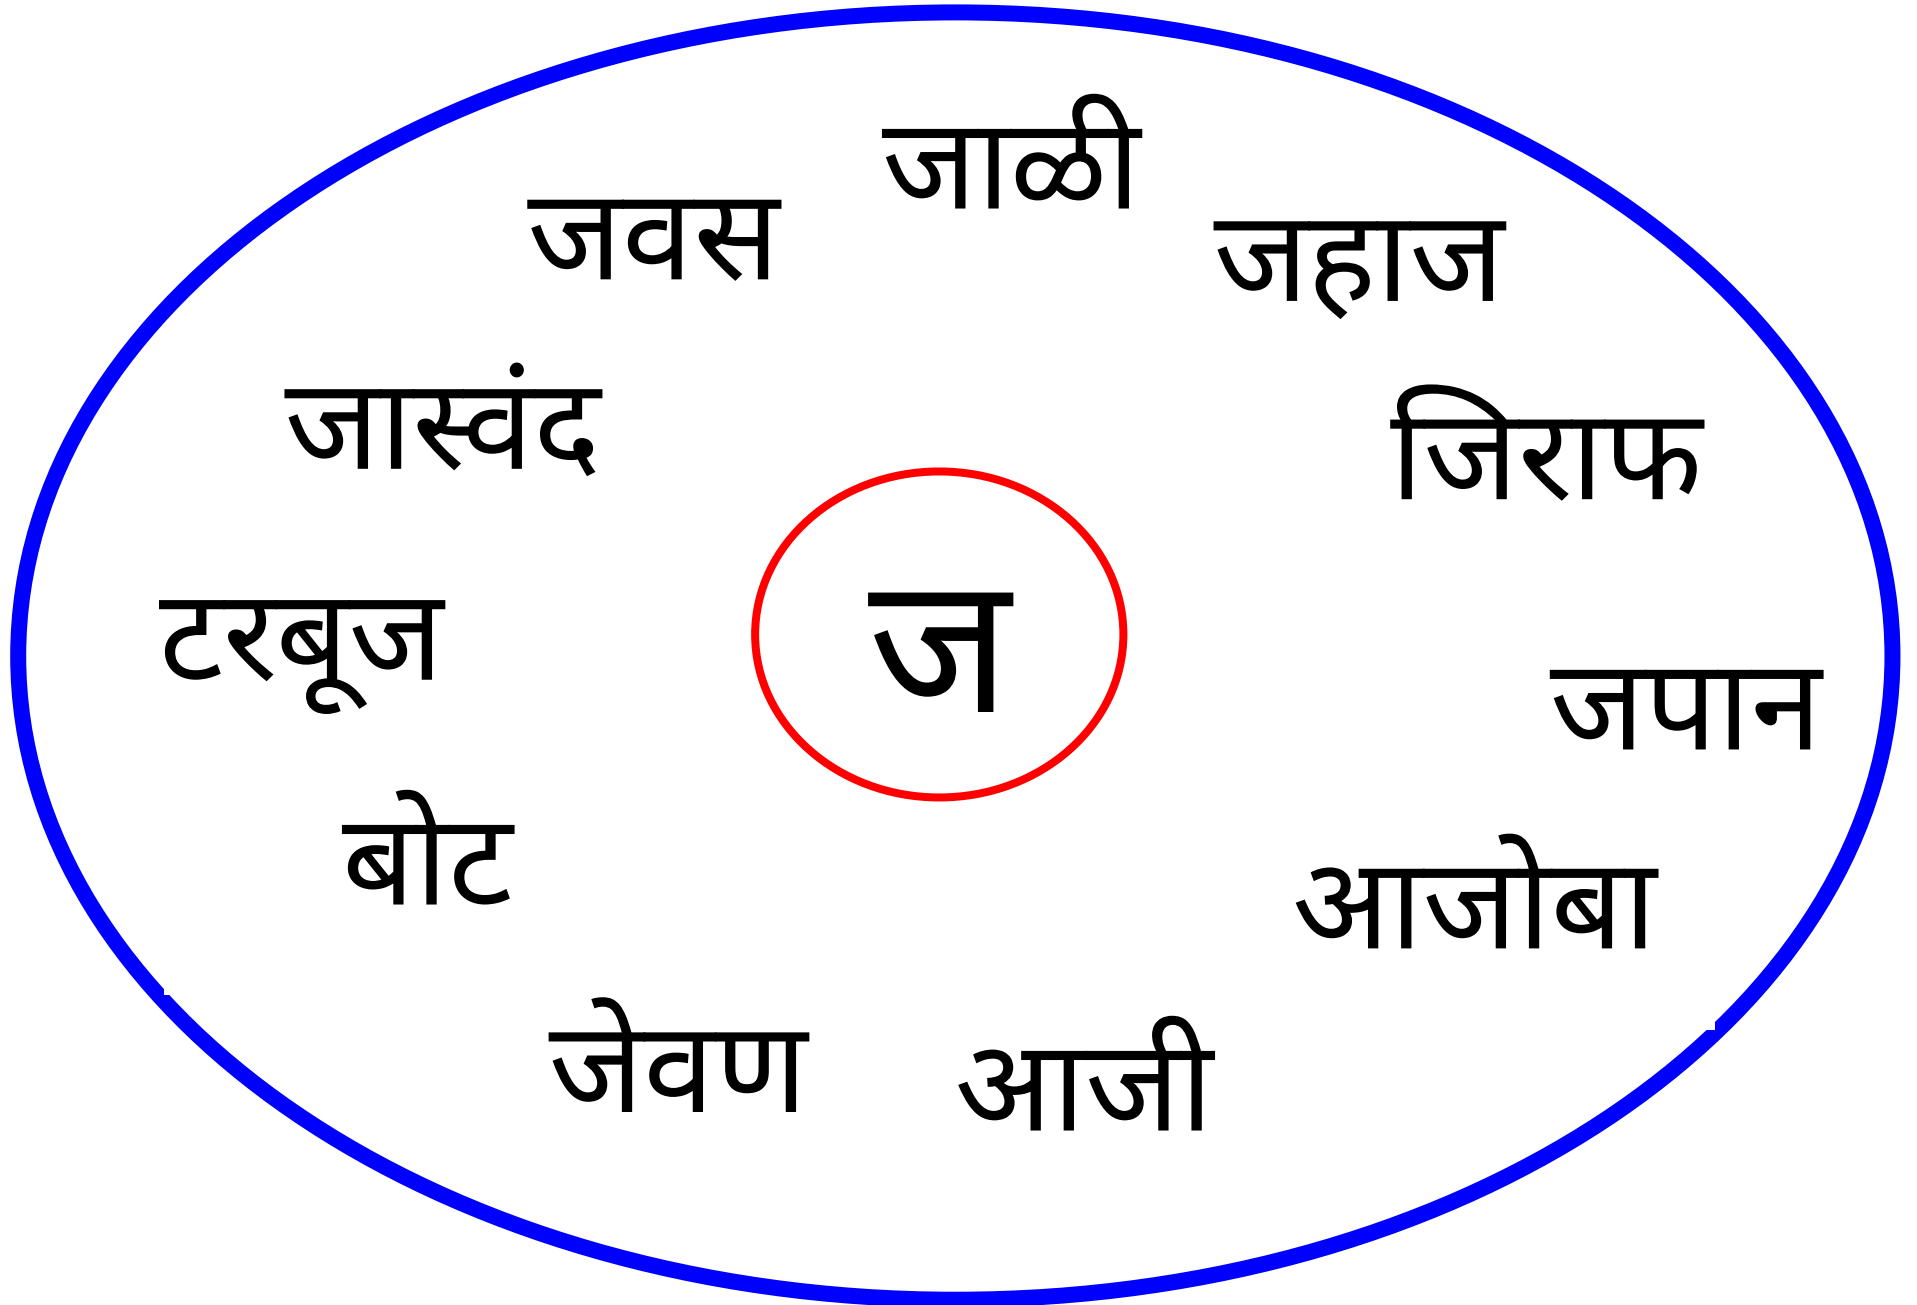 जाळी
जवस
जहाज
जास्वंद
जिराफ
ज
टरबूज
जपान
बोट
आजोबा
जेवण
आजी